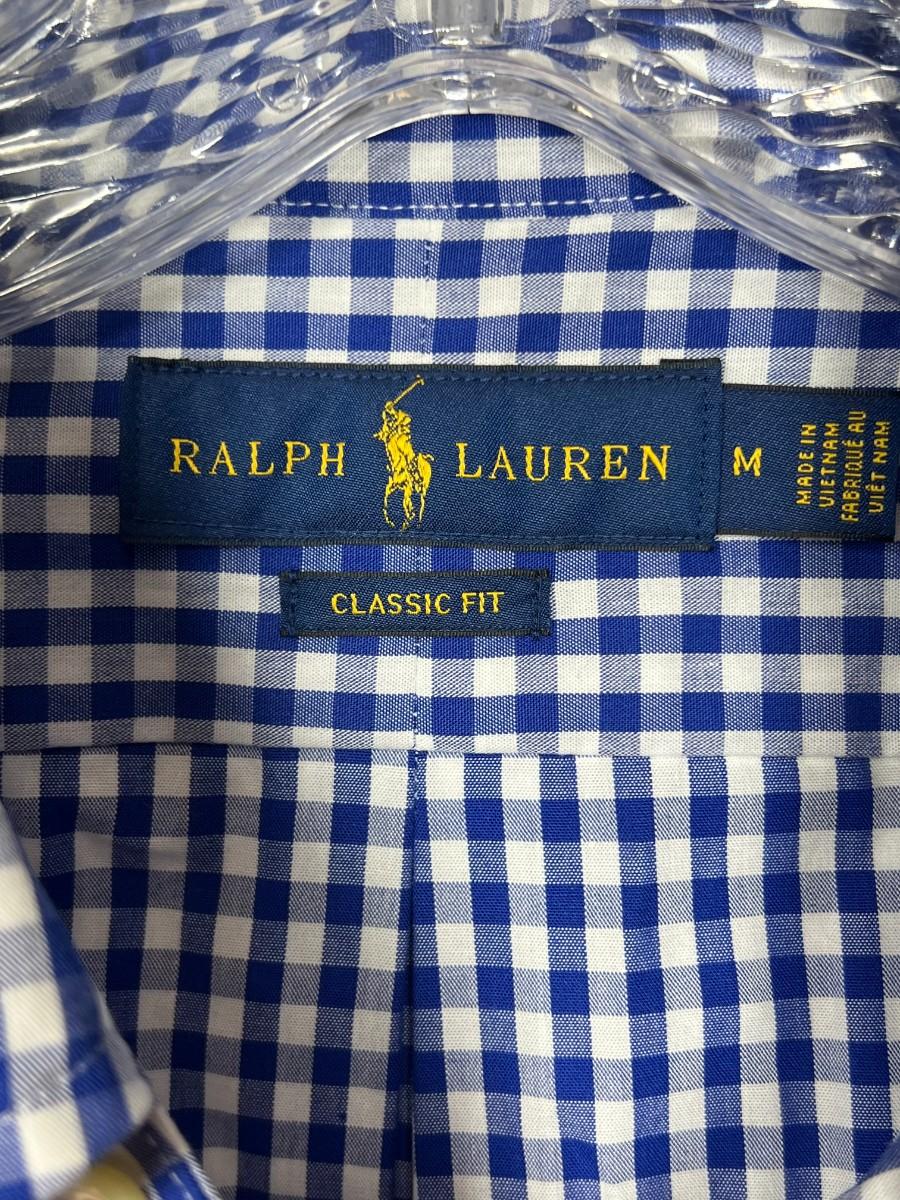 RALPH LAUREN
M
MADE IN
VIETNAM
FABRIQUÉ AU
VIÊT NAM
CLASSIC FIT